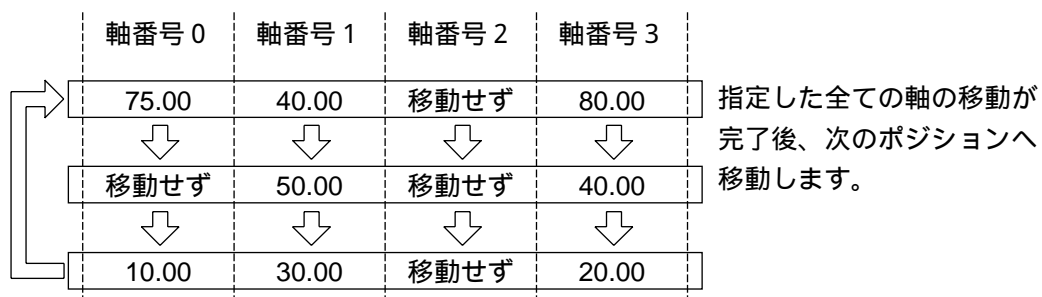 軸番号 0 軸番号 1 軸番号 2 軸番号 3
75.00 40.00 移動せず 80.00
移動せず 50.00 移動せず 40.00
10.00 30.00 移動せず 20.00
指定した全ての軸の移動が
完了後、次のポジションへ
移動します。